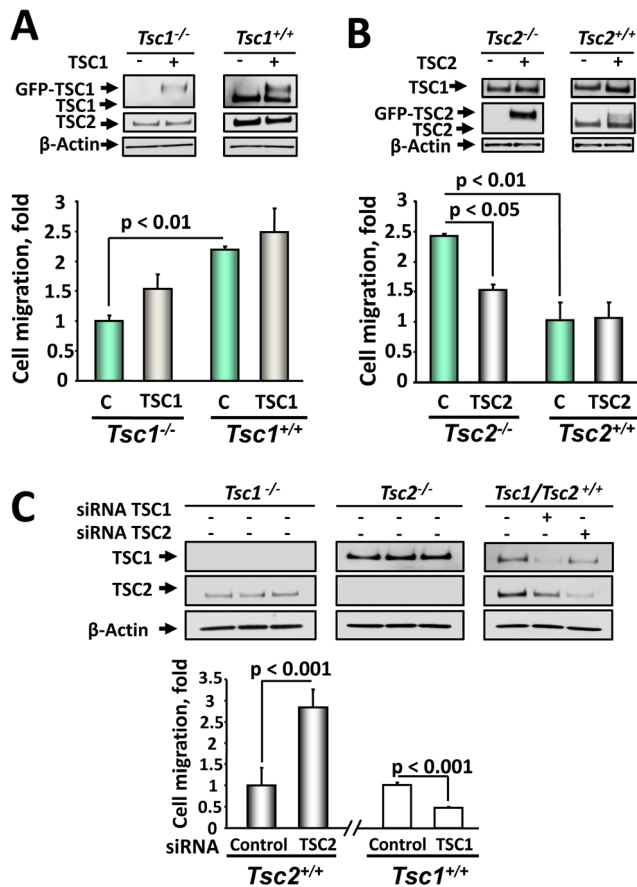 A
Tsc1-/- Tsc1+/+
TSC1 - + - +
GFP-TSC1
TSC1
TSC2
β-Actin
Cell migration, fold
3
2.5
2
1.5
1
0.5
0
p < 0.01
C TSC1 C TSC1
Tsc1-/- Tsc1+/+
B
Tsc2-/- Tsc2+/+
TSC2 - + - +
TSC1
GFP-TSC2
TSC2
β-Actin
Cell migration, fold
3
2.5
2
1.5
1
0.5
0
p < 0.01
p < 0.05
C TSC2 C TSC2
Tsc2-/- Tsc2+/+
C
Tsc1-/- Tsc2-/- Tsc1/Tsc2+/+
siRNA TSC1 - - - - - - - + -
siRNA TSC2 - - - - - - - - +
TSC1
TSC2
β-Actin
Cell migration, fold
3.5
3
2.5
2
1.5
1
0.5
0
p < 0.001
p < 0.001
siRNA Control TSC2 Control TSC1
Tsc2+/+ Tsc1+/+